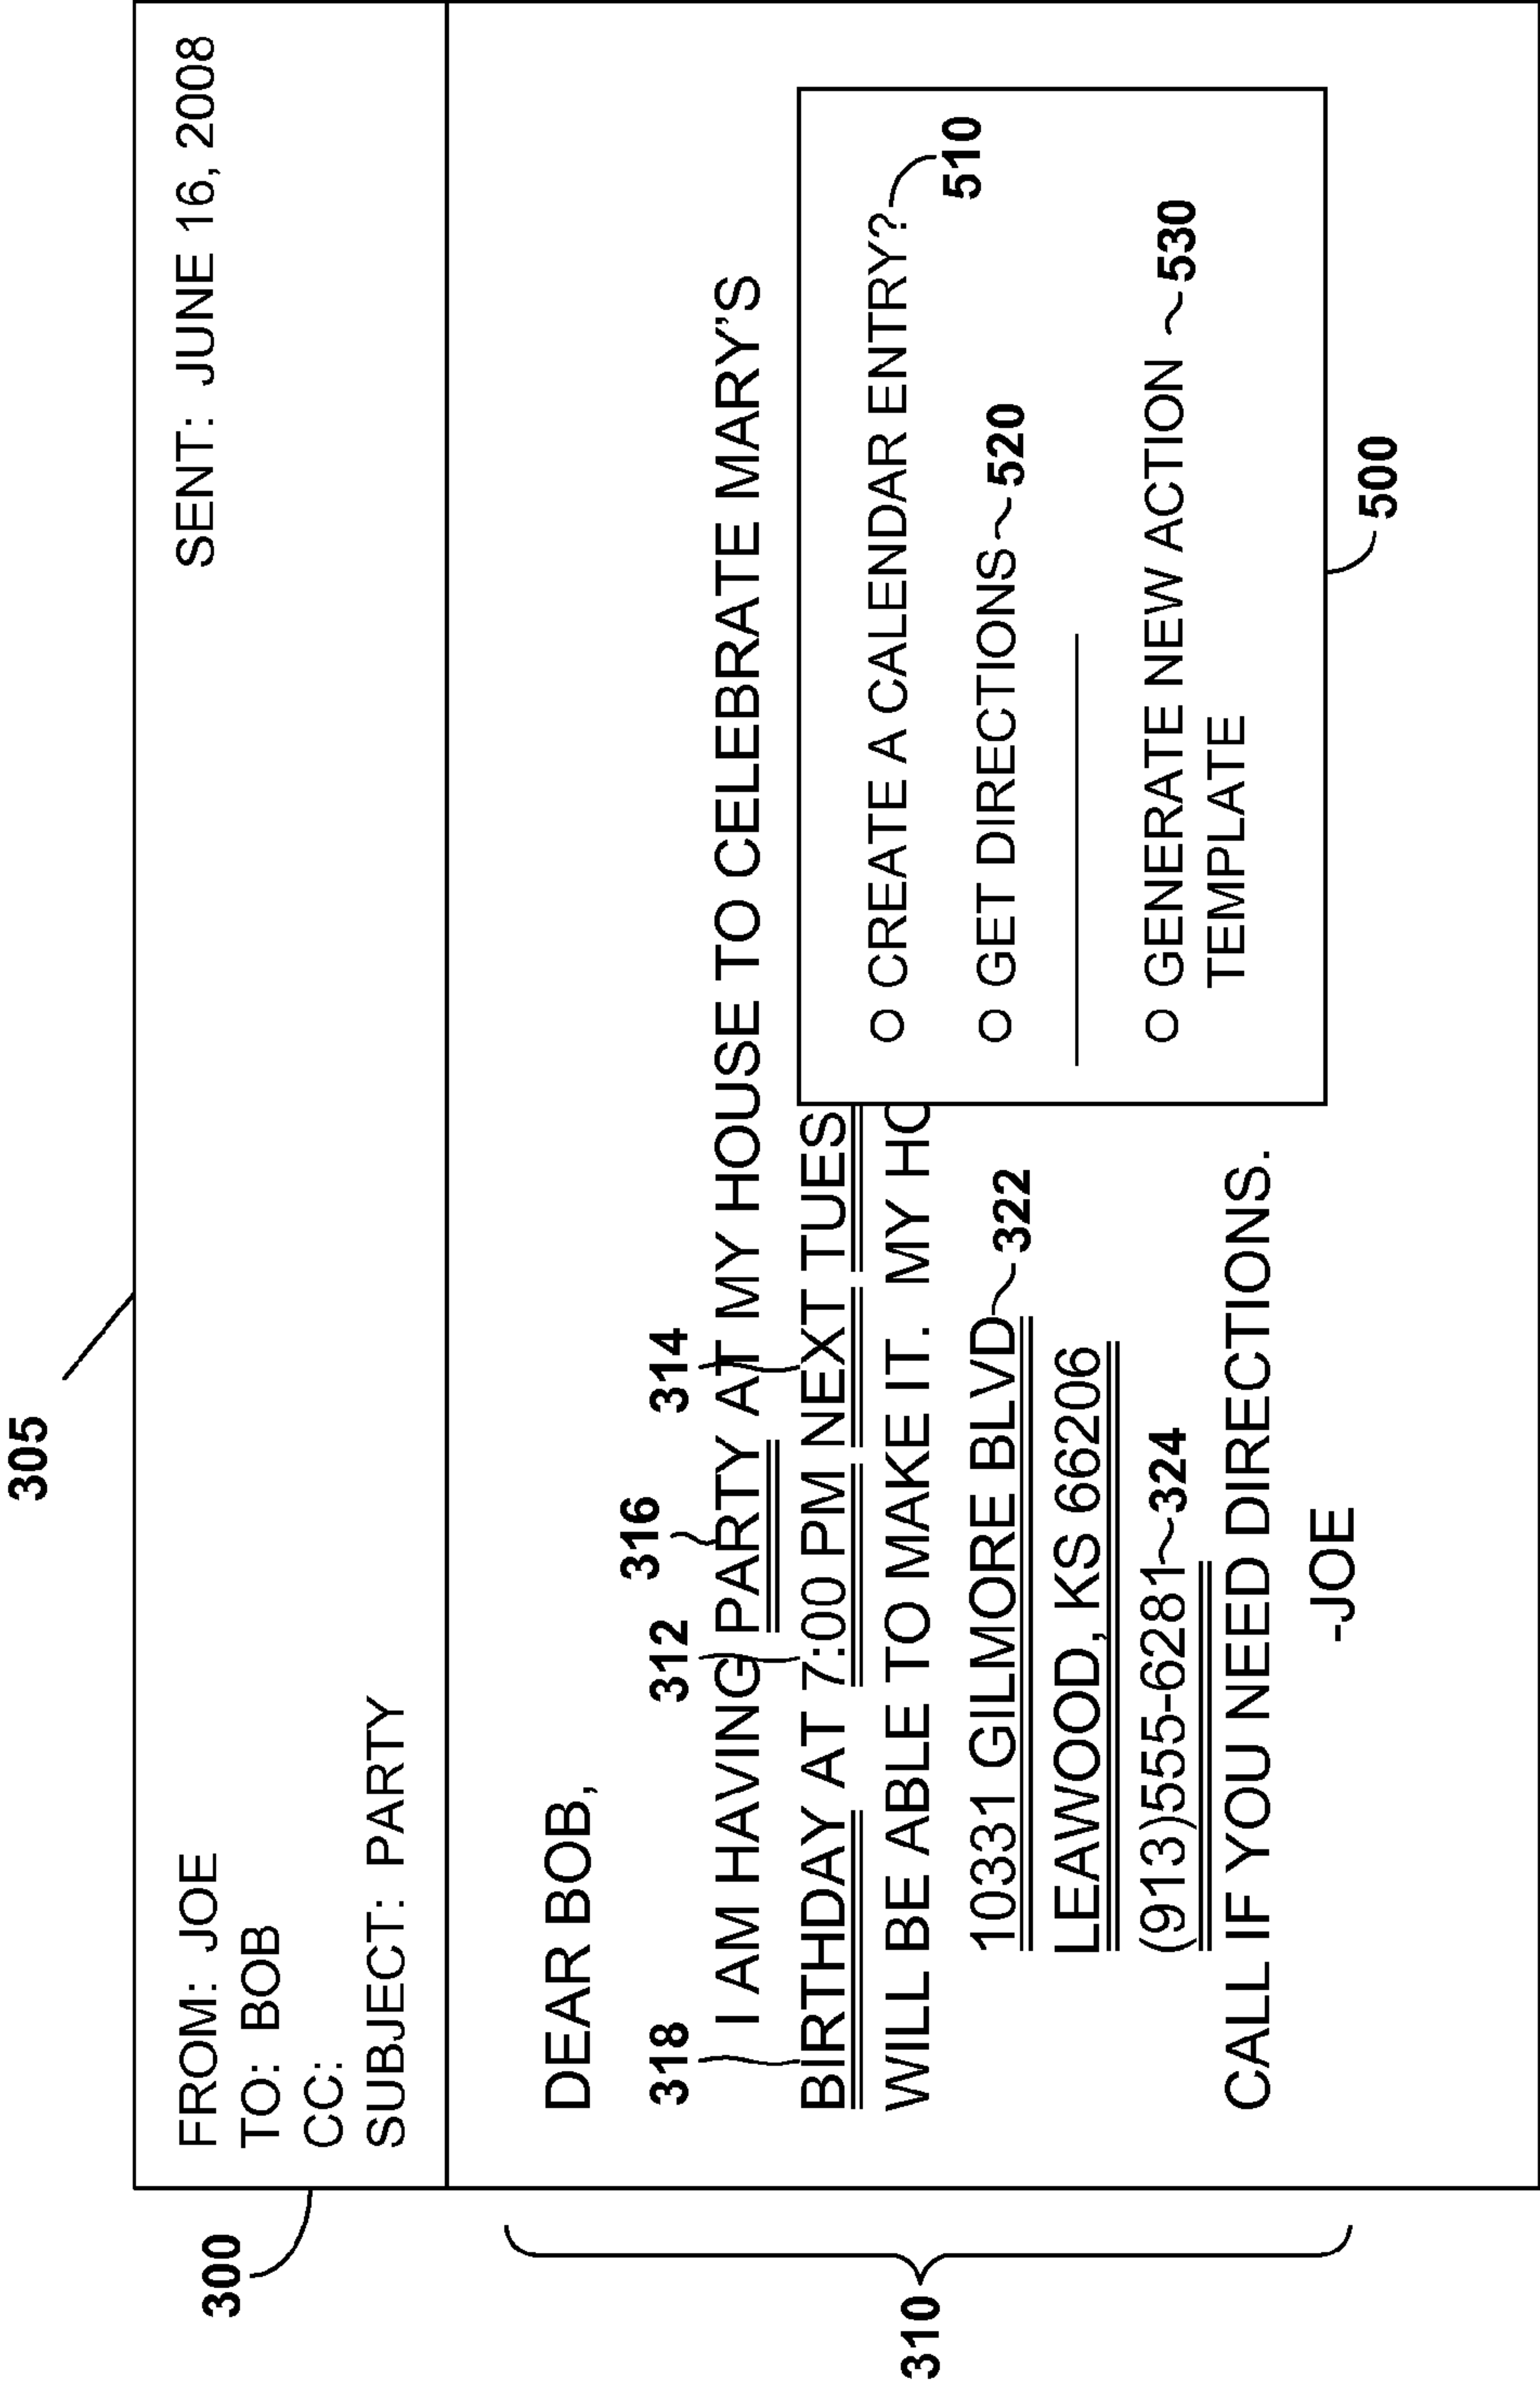 305
300
FROM: JOE
SENT: JUNE 16, 2008
TO: BOB
CC:
SUBJECT: PARTY
310
DEAR BOB,
318 312 316 314
I AM HAVING PARTY AT MY HOUSE TO CELEBRATE MARY'S
BIRTHDAY AT 7:00 PM NEXT TUES
WILL BE ABLE TO MAKE IT. MY HO
10331 GILMORE BLVD 322
LEAWOOD, KS 66206
(913)555-6281 324
CALL IF YOU NEED DIRECTIONS.
-JOE
CREATE A CALENDAR ENTRY? 510
GET DIRECTIONS 520
GENERATE NEW ACTION 530
TEMPLATE
500